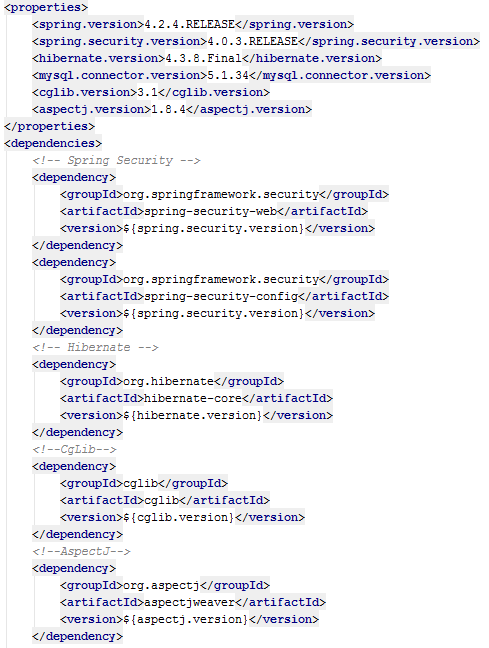 <properties>
<spring.version>4.2.4.RELEASE</spring.version>
<spring.security.version>4.0.3.RELEASE</spring.security.version>
<hibernate.version>4.3.8.Final</hibernate.version>
<mysql.connector.version>5.1.34</mysql.connector.version>
<cglib.version>3.1</cglib.version>
<aspectj.version>1.8.4</aspectj.version>
</properties>
<dependencies>
<!-- Spring Security -->
<dependency>
<groupId>org.springframework.security</groupId>
<artifactId>spring-security-web</artifactId>
<version>${spring.security.version}</version>
</dependency>
<dependency>
<groupId>org.springframework.security</groupId>
<artifactId>spring-security-config</artifactId>
<version>${spring.security.version}</version>
</dependency>
<!-- Hibernate -->
<dependency>
<groupId>org.hibernate</groupId>
<artifactId>hibernate-core</artifactId>
<version>${hibernate.version}</version>
</dependency>
<!--CgLib-->
<dependency>
<groupId>cglib</groupId>
<artifactId>cglib</artifactId>
<version>${cglib.version}</version>
</dependency>
<!--AspectJ-->
<dependency>
<groupId>org.aspectj</groupId>
<artifactId>aspectjweaver</artifactId>
<version>${aspectj.version}</version>
</dependency>